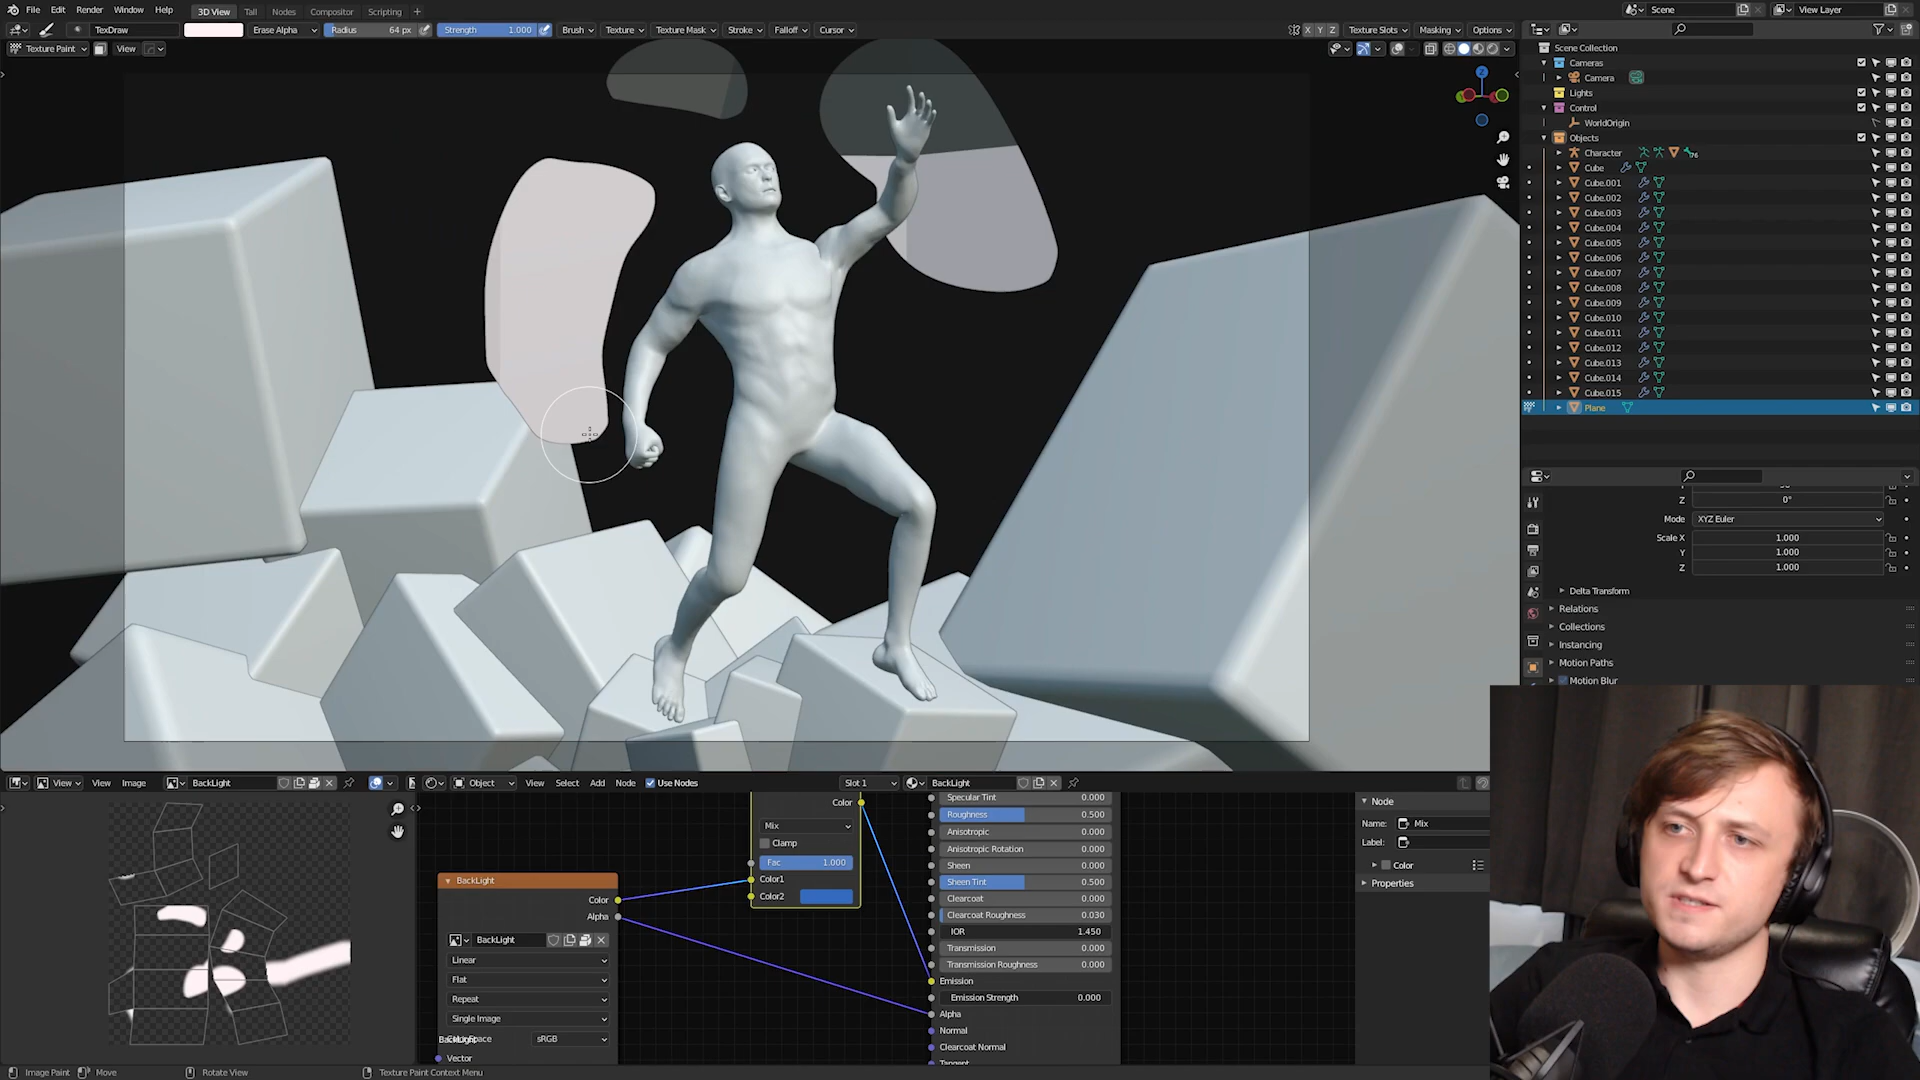 File Edit Render Window Help 3D View Tall Nodes Compositor Scripting + Scene View Layer
TexDraw Erase Alpha Radius 64 px Strength 1.000 Brush Texture Texture Mask Stroke Falloff Cursor X Y Z Texture Slots Masking Options
Texture Paint View
Scene Collection
Cameras
Camera
Lights
Control
WorldOrigin
Objects
Character 76
Cube
Cube.001
Cube.002
Cube.003
Cube.004
Cube.005
Cube.006
Cube.007
Cube.008
Cube.009
Cube.010
Cube.011
Cube.012
Cube.013
Cube.014
Cube.015
Plane
Z 0°
Mode XYZ Euler
Scale X 1.000
Y 1.000
Z 1.000
Delta Transform
Relations
Collections
Instancing
Motion Paths
Motion Blur
View View Image BackLight
Object View Select Add Node Use Nodes Slot 1 BackLight
Color
Mix
Clamp
Fac 1.000
Color1
Color2
BackLight
Color
Alpha
BackLight
Linear
Flat
Repeat
Single Image
sRGB
Vector
Specular Tint 0.000
Roughness 0.500
Anisotropic 0.000
Anisotropic Rotation 0.000
Sheen 0.000
Sheen Tint 0.500
Clearcoat 0.000
Clearcoat Roughness 0.030
IOR 1.450
Transmission 0.000
Transmission Roughness 0.000
Emission
Emission Strength 0.000
Alpha
Normal
Clearcoat Normal
Tangent
Node
Name: Mix
Label:
Color
Properties
Image Paint Move Rotate View Texture Paint Context Menu